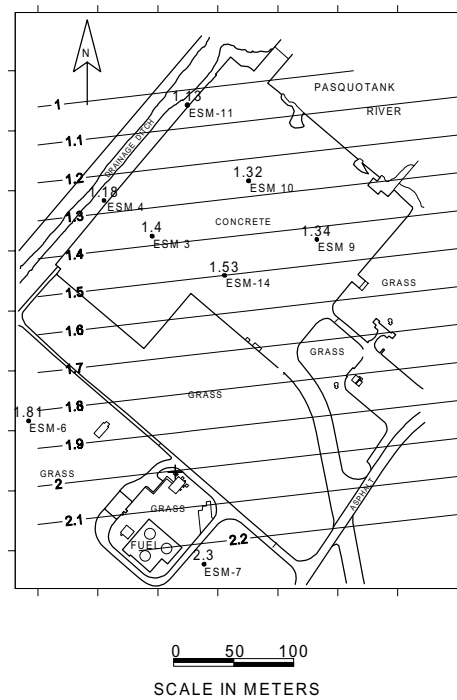 N
PASQUOTANK
RIVER
1
1.13
ESM-11
1.1
DRAINAGE DITCH
1.2
1.32
ESM 10
1.18
ESM 4
1.3
CONCRETE
1.4
ESM 3
1.34
ESM 9
1.4
1.53
ESM-14
GRASS
1.5
1.6
GRASS
1.7
GRASS
1.8
1.81
ESM-6
1.9
GRASS
2
ASPHALT
GRASS
2.1
2.2
FUEL
2.3
ESM-7
0 50 100
SCALE IN METERS